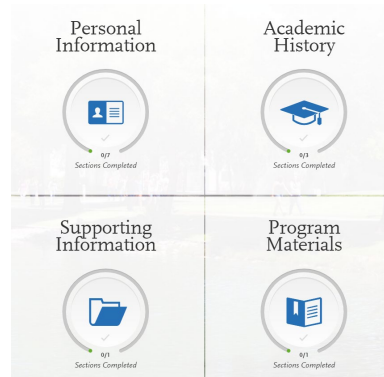 Personal
Information
0/7
Sections Completed
Academic
History
0/3
Sections Completed
Supporting
Information
0/1
Sections Completed
Program
Materials
0/1
Sections Completed